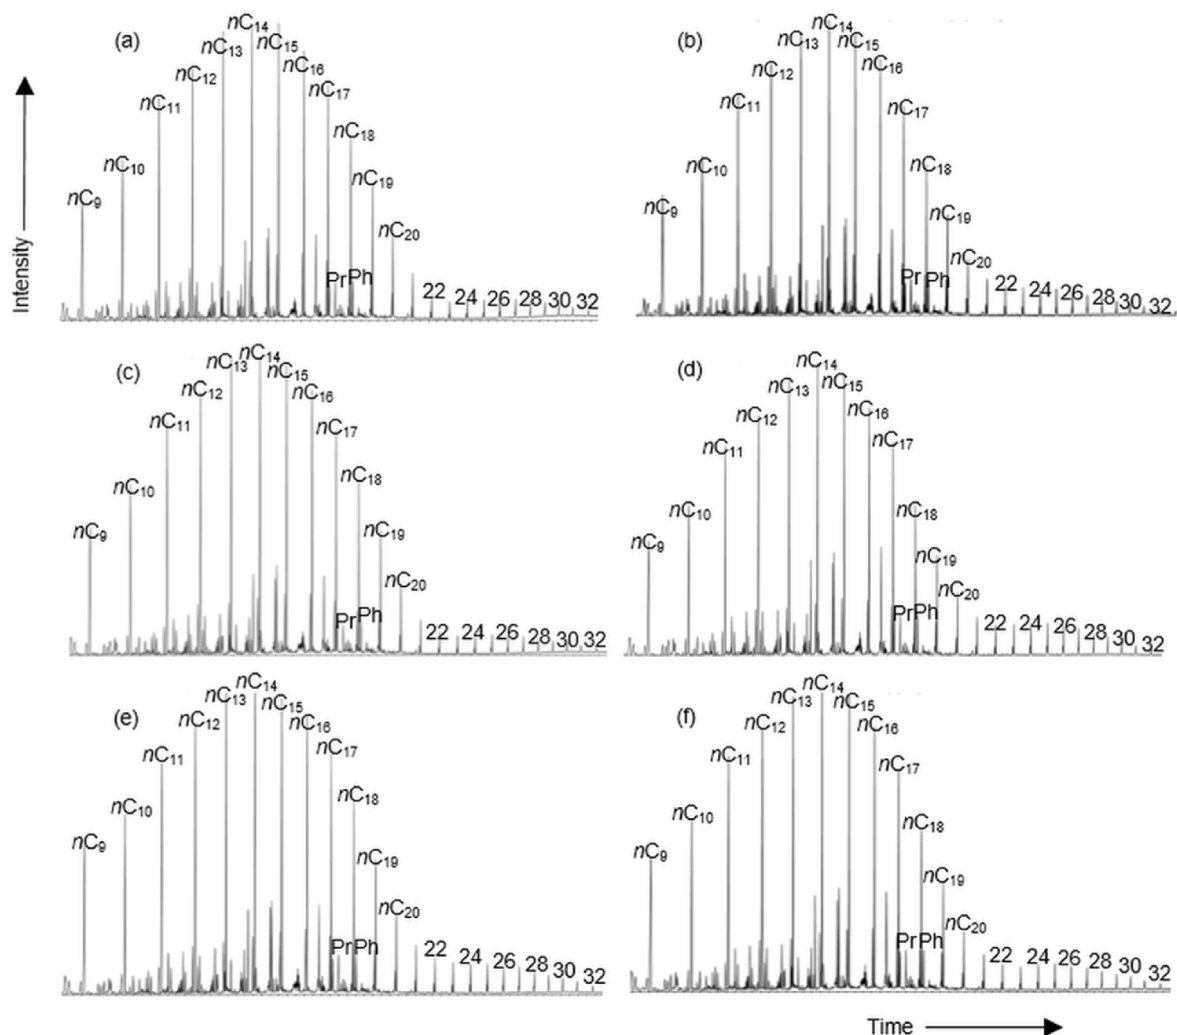 (a)
nC14
nC13
nC15
nC12
nC16
nC11
nC17
nC10
nC18
nC9
nC19
nC20
Pr Ph
22 24 26 28 30 32
(b)
nC14
nC13
nC15
nC12
nC16
nC11
nC17
nC10
nC18
nC9
nC19
nC20
Pr Ph
22 24 26 28 30 32
(c)
nC14
nC13
nC15
nC12
nC16
nC11
nC17
nC10
nC18
nC9
nC19
nC20
Pr Ph
22 24 26 28 30 32
(d)
nC14
nC13
nC15
nC12
nC16
nC11
nC17
nC10
nC18
nC9
nC19
nC20
Pr Ph
22 24 26 28 30 32
(e)
nC14
nC13
nC15
nC12
nC16
nC11
nC17
nC10
nC18
nC9
nC19
nC20
Pr Ph
22 24 26 28 30 32
(f)
nC14
nC13
nC15
nC12
nC16
nC11
nC17
nC10
nC18
nC9
nC19
nC20
Pr Ph
22 24 26 28 30 32
Intensity
Time